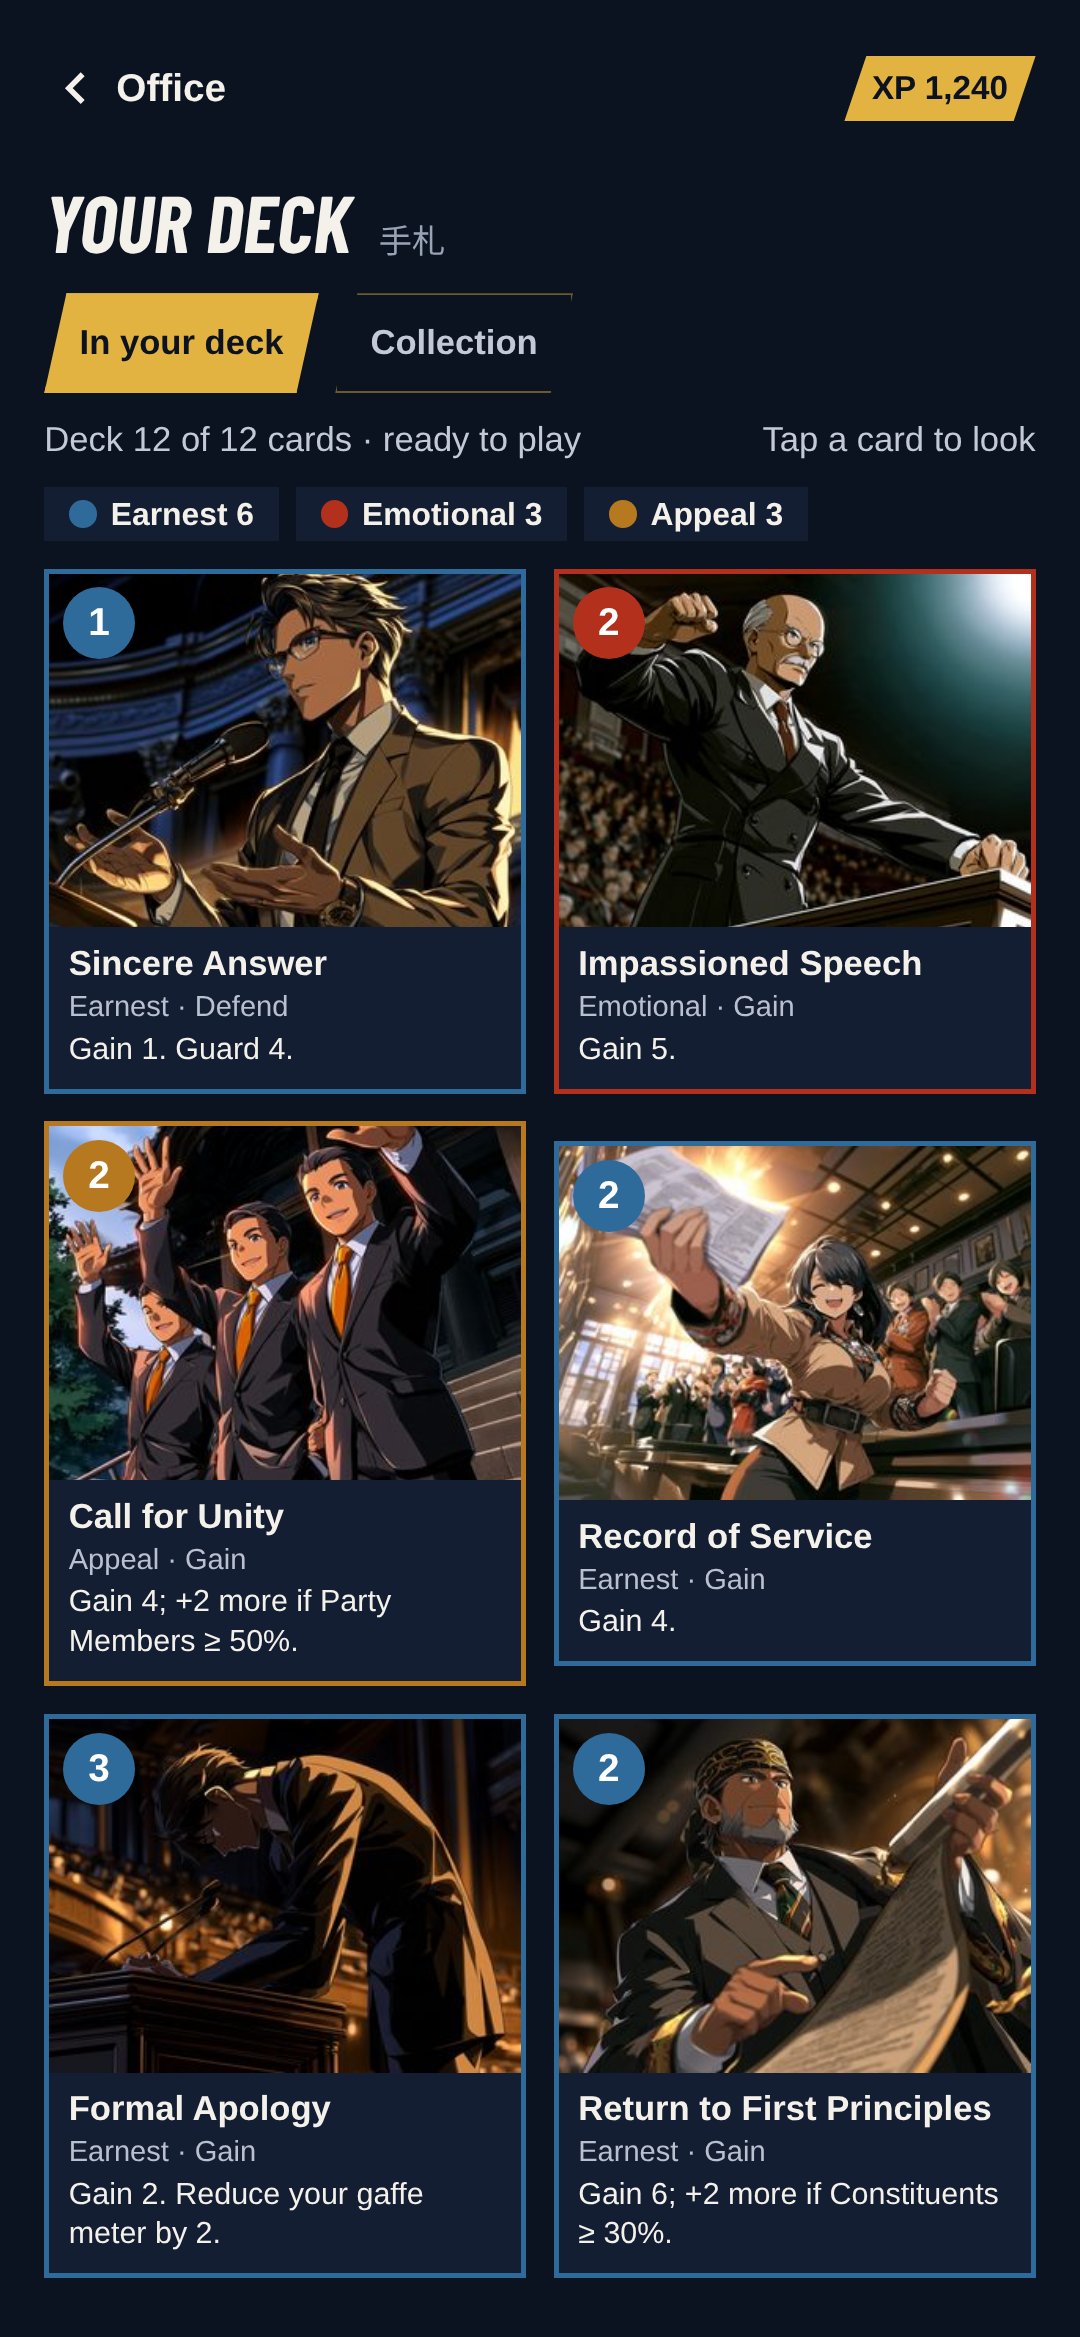 Office
XP 1,240
YOUR DECK 手札
In your deck
Collection
Deck 12 of 12 cards · ready to play
Tap a card to look
Earnest 6
Emotional 3
Appeal 3
1
Sincere Answer
Earnest · Defend
Gain 1. Guard 4.
2
Impassioned Speech
Emotional · Gain
Gain 5.
2
Call for Unity
Appeal · Gain
Gain 4; +2 more if Party
Members ≥ 50%.
2
Record of Service
Earnest · Gain
Gain 4.
3
Formal Apology
Earnest · Gain
Gain 2. Reduce your gaffe
meter by 2.
2
Return to First Principles
Earnest · Gain
Gain 6; +2 more if Constituents
≥ 30%.